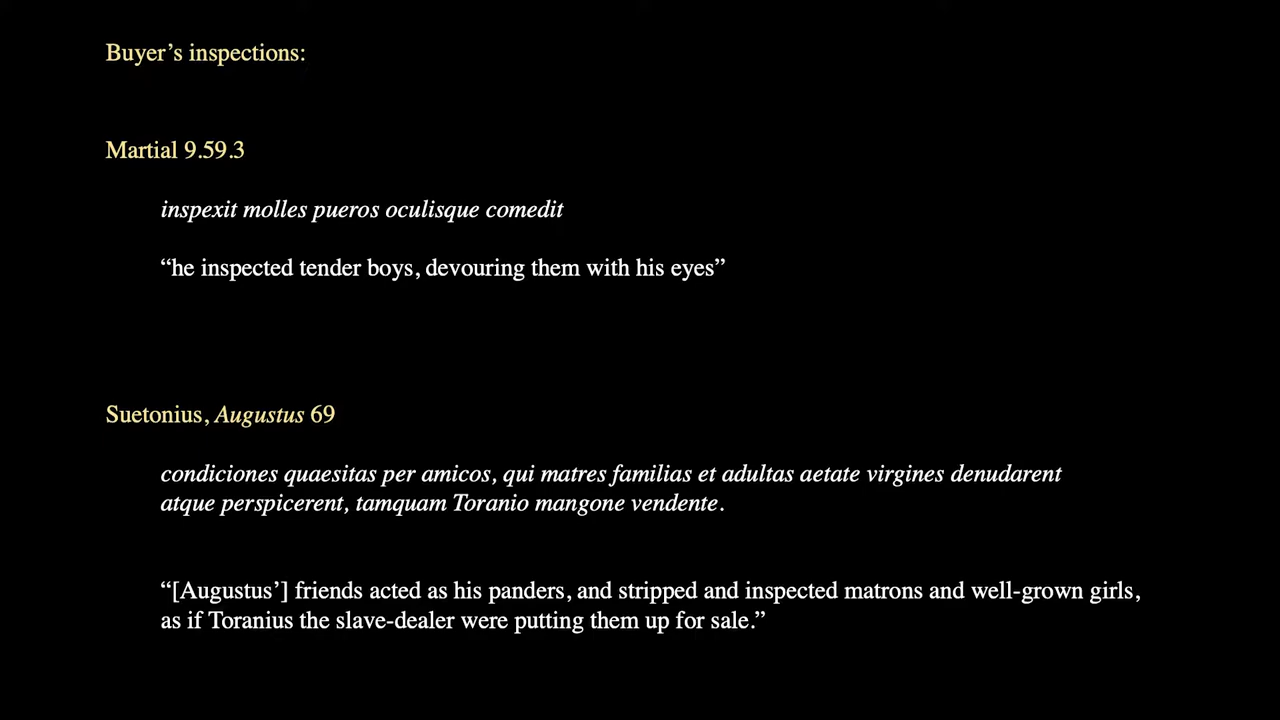 Buyer’s inspections:
Martial 9.59.3
inspexit molles pueros oculisque comedit
“he inspected tender boys, devouring them with his eyes”
Suetonius, Augustus 69
condiciones quaesitas per amicos, qui matres familias et adultas aetate virgines denudarent
atque perspicerent, tamquam Toranio mangone vendente.
“[Augustus’] friends acted as his panders, and stripped and inspected matrons and well-grown girls,
as if Toranius the slave-dealer were putting them up for sale.”